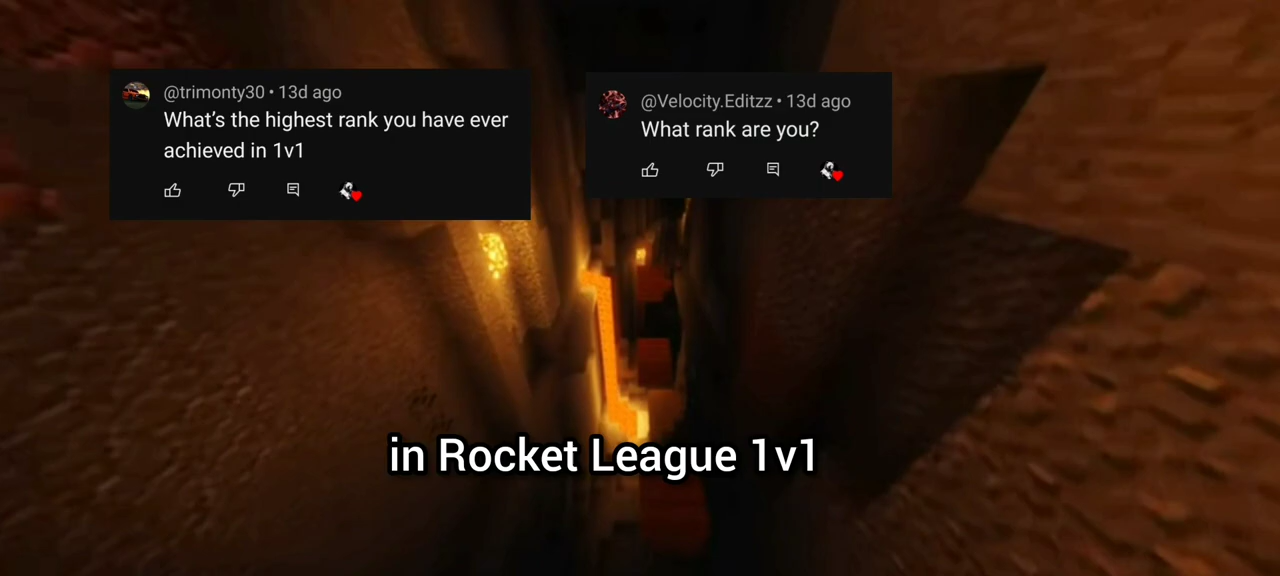 @trimonty30 • 13d ago
What's the highest rank you have ever
achieved in 1v1
@Velocity.Editzz • 13d ago
What rank are you?
in Rocket League 1v1